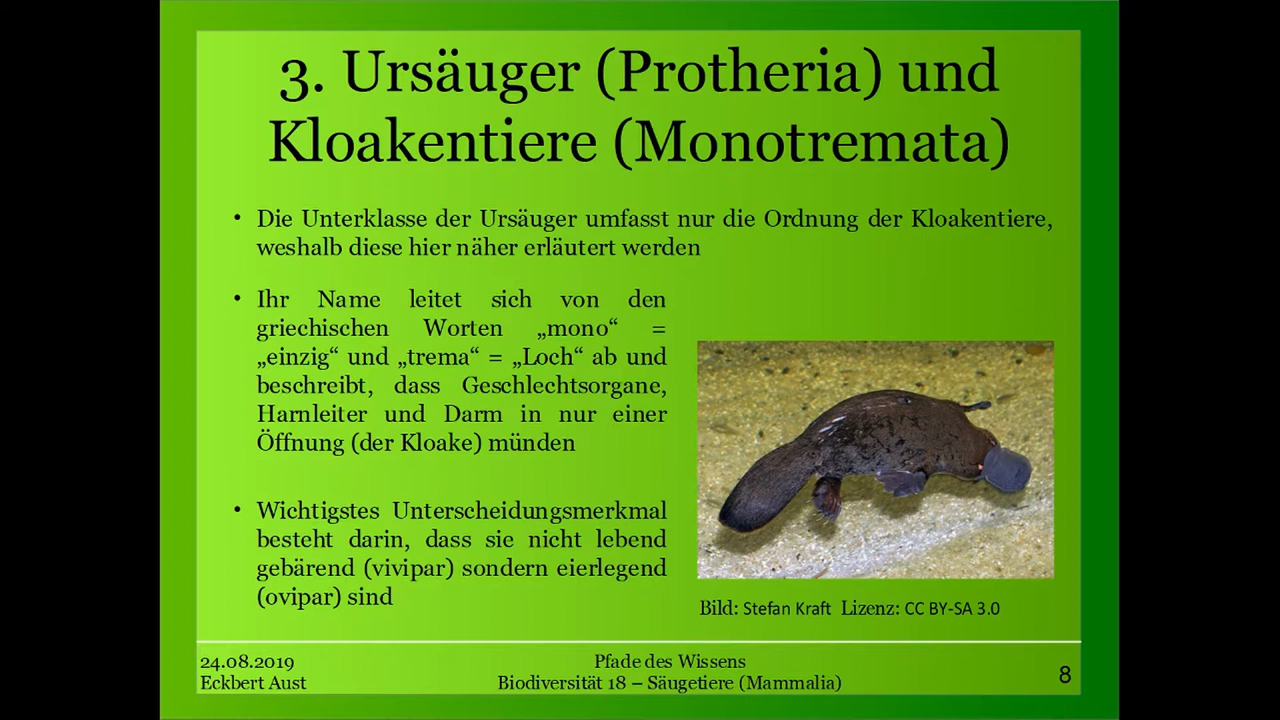 3. Ursäuger (Protheria) und
Kloakentiere (Monotremata)
• Die Unterklasse der Ursäuger umfasst nur die Ordnung der Kloakentiere,
weshalb diese hier näher erläutert werden
• Ihr Name leitet sich von den
griechischen Worten „mono“ =
„einzig“ und „trema“ = „Loch“ ab und
beschreibt, dass Geschlechtsorgane,
Harnleiter und Darm in nur einer
Öffnung (der Kloake) münden
• Wichtigstes Unterscheidungsmerkmal
besteht darin, dass sie nicht lebend
gebärend (vivipar) sondern eierlegend
(ovipar) sind
Bild: Stefan Kraft Lizenz: CC BY-SA 3.0
24.08.2019
Eckbert Aust
Pfade des Wissens
Biodiversität 18 – Säugetiere (Mammalia)
8